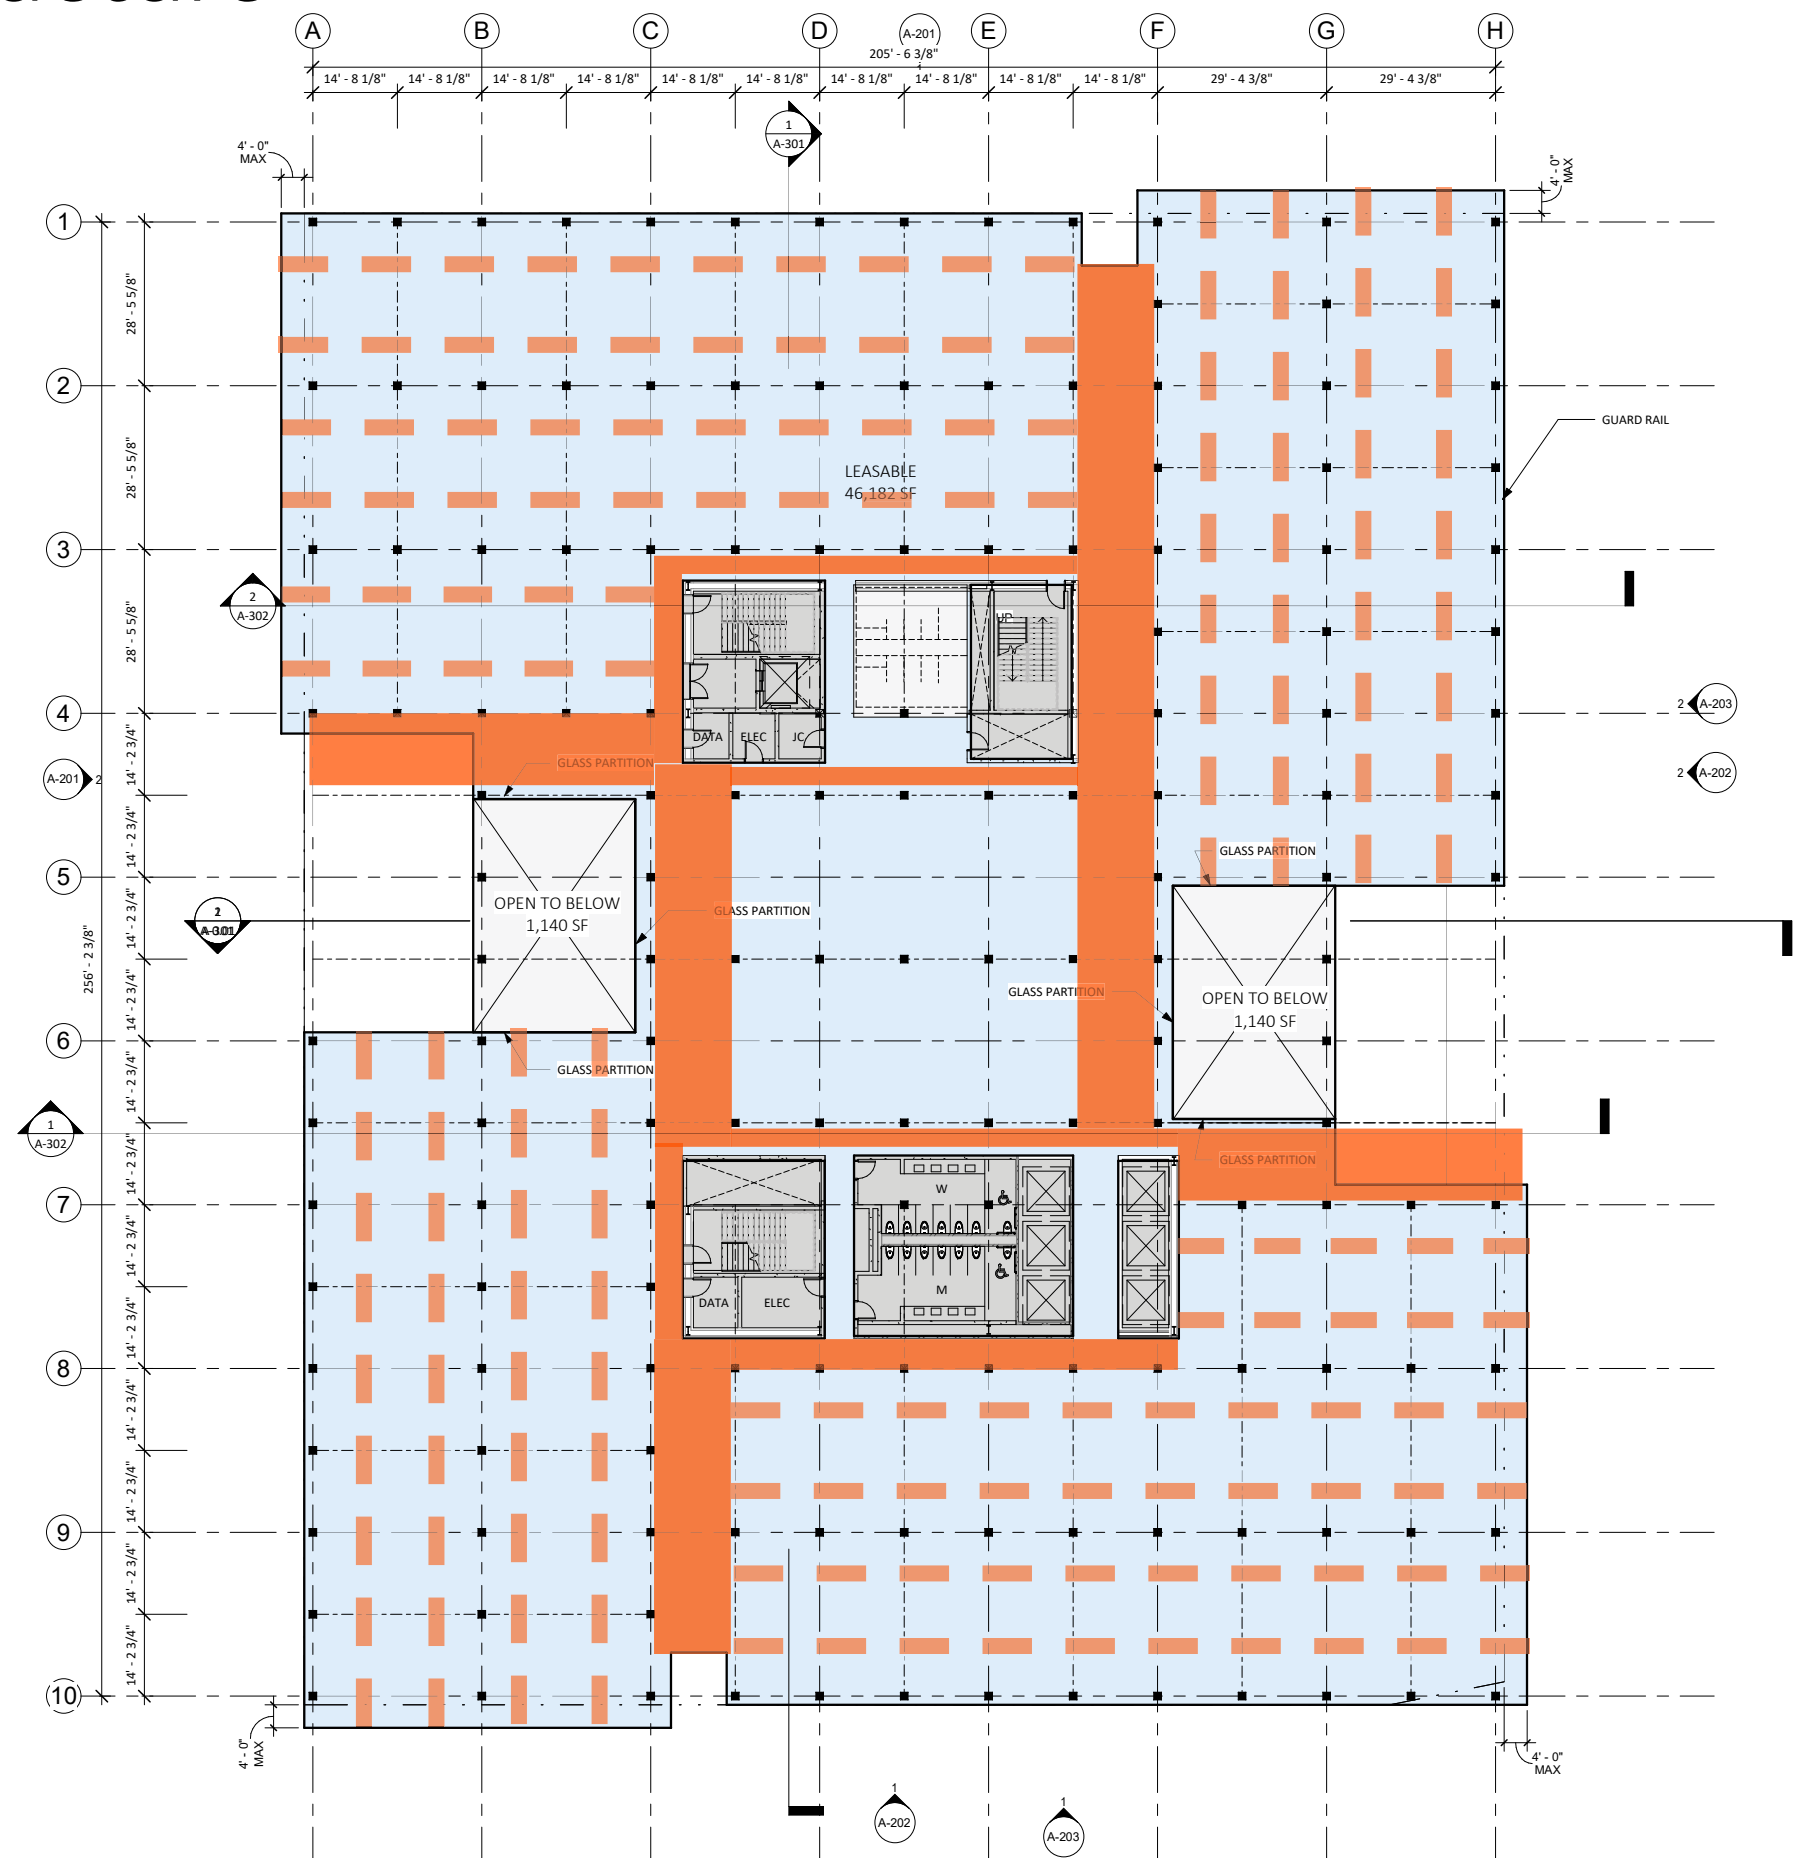 A B C D A-201 E F G H
205' - 6 3/8"
14' - 8 1/8" 14' - 8 1/8" 14' - 8 1/8" 14' - 8 1/8" 14' - 8 1/8" 14' - 8 1/8" 14' - 8 1/8" 14' - 8 1/8" 14' - 8 1/8" 14' - 8 1/8" 29' - 4 3/8" 29' - 4 3/8"
1
A-301
4' - 0"
MAX
4' - 0"
MAX
1
28' - 5 5/8"
2
GUARD RAIL
28' - 5 5/8"
LEASABLE
46,182 SF
3
2
A-302
28' - 5 5/8"
UP
4
2 A-203
DATA ELEC JC
14' - 2 3/4"
GLASS PARTITION
A-201 2
2 A-202
14' - 2 3/4"
GLASS PARTITION
5
OPEN TO BELOW
1,140 SF
GLASS PARTITION
14' - 2 3/4"
256' - 2 3/8"
14' - 2 3/4"
GLASS PARTITION
OPEN TO BELOW
1,140 SF
6
GLASS PARTITION
14' - 2 3/4"
1
A-302
14' - 2 3/4"
GLASS PARTITION
7
W
14' - 2 3/4"
M
DATA ELEC
14' - 2 3/4"
8
14' - 2 3/4"
14' - 2 3/4"
9
14' - 2 3/4"
14' - 2 3/4"
10
4' - 0"
MAX
4' - 0"
MAX
1
A-202
1
A-203